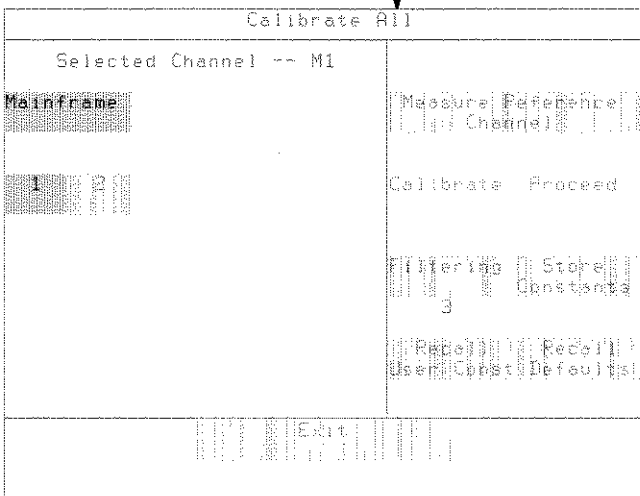 Calibrate All
Selected Channel -- M1
Mainframe
1 2
Measure Reference
Channel
Calibrate Proceed
Filtering Store
Constants
3
Recall Recall
User Const Defaults
Exit